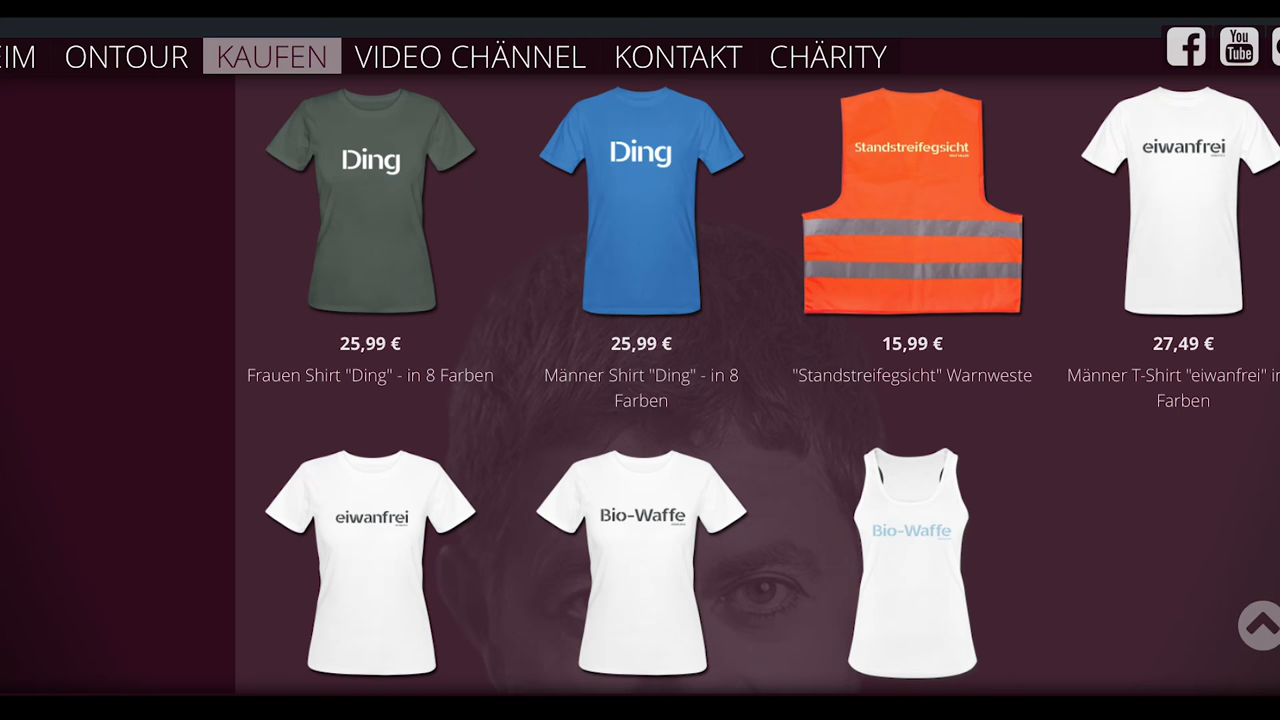 EIM ONTOUR KAUFEN VIDEO CHÄNNEL KONTAKT CHÄRITY
You
Tube
Ding
Ding
Standstreifegsicht
eiwanfrei
25,99 €
25,99 €
15,99 €
27,49 €
Frauen Shirt "Ding" - in 8 Farben
Männer Shirt "Ding" - in 8
Farben
"Standstreifegsicht" Warnweste
Männer T-Shirt "eiwanfrei" in
Farben
eiwanfrei
Bio-Waffe
Bio-Waffe